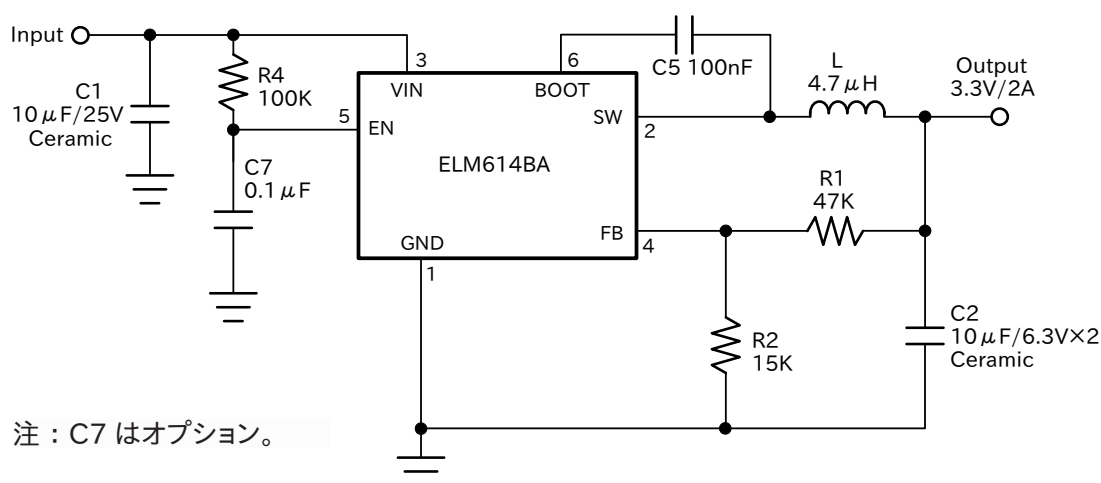 Input
C1
10μF/25V
Ceramic
R4
100K
C7
0.1μF
3
VIN
5
EN
6
BOOT
SW
2
ELM614BA
FB
4
GND
1
C5 100nF
L
4.7μH
Output
3.3V/2A
R1
47K
R2
15K
C2
10μF/6.3V×2
Ceramic
注：C7 はオプション。